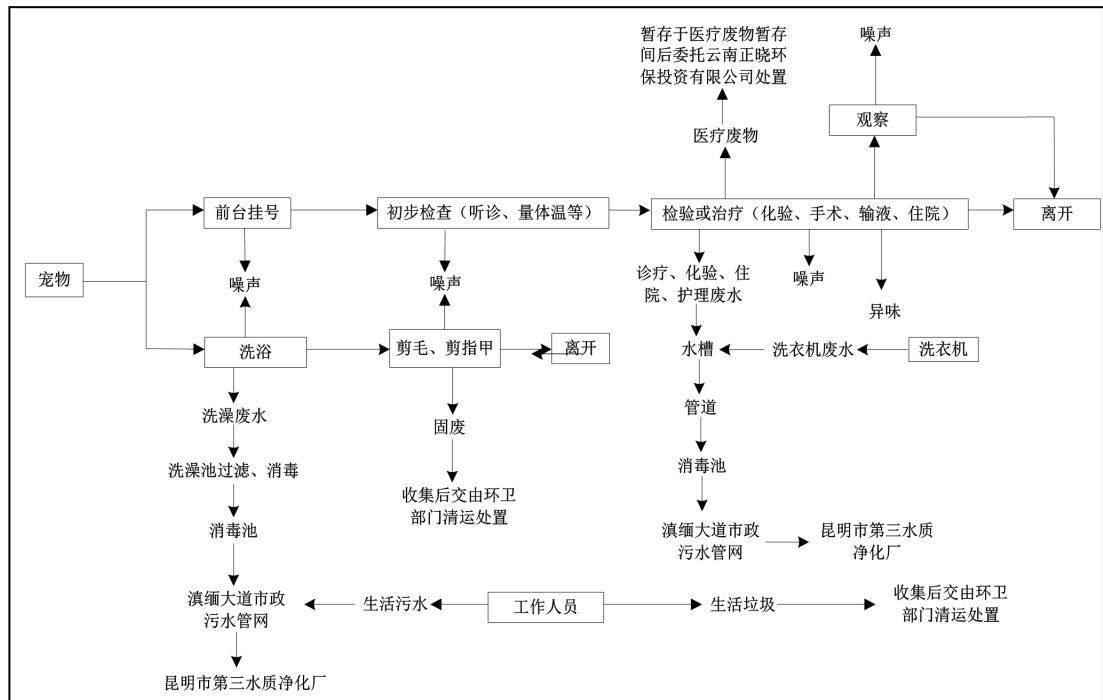 暂存于医疗废物暂存
间后委托云南正晓环
保投资有限公司处置
噪声
观察
医疗废物
前台挂号
初步检查（听诊、量体温等）
检验或治疗（化验、手术、输液、住院）
离开
宠物
噪声
噪声
诊疗、化验、住
院、护理废水
噪声
异味
洗浴
剪毛、剪指甲
离开
水槽
洗衣机废水
洗衣机
洗澡废水
固废
管道
洗澡池过滤、消毒
消毒池
收集后交由环卫
部门清运处置
消毒池
滇缅大道市政
污水管网
昆明市第三水质
净化厂
滇缅大道市政
污水管网
生活污水
工作人员
生活垃圾
收集后交由环卫
部门清运处置
昆明市第三水质净化厂